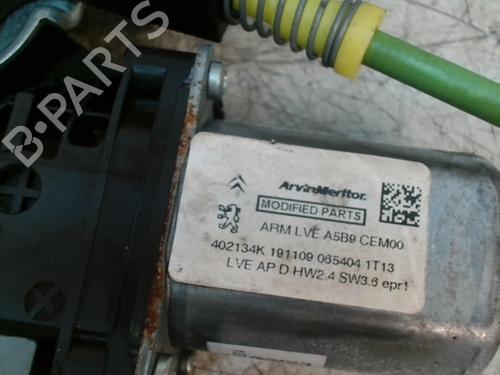 B-PARTS
ArvinMeritor.
MODIFIED PARTS
ARM LVE A5B9 CEM00
402134K 191109 065404 1T13
LVE AP D-HW2.4 SW3.6 epr1